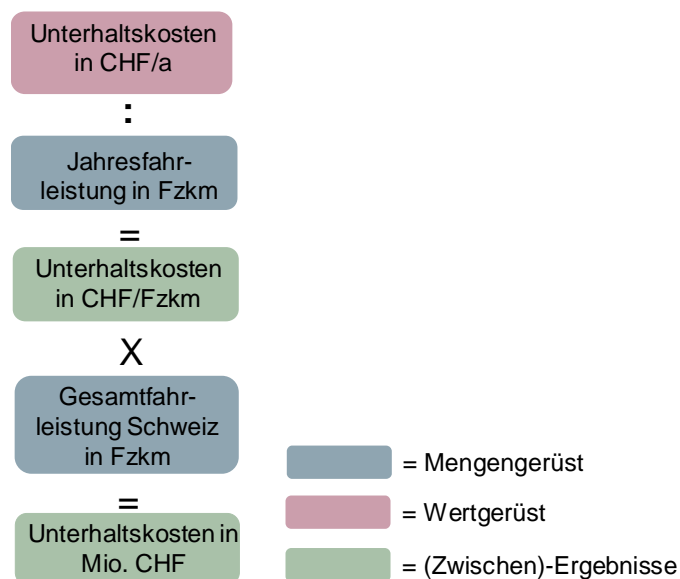 Unterhaltskosten
in CHF/a
:
Jahresfahr-
leistung in Fzkm
=
Unterhaltskosten
in CHF/Fzkm
X
Gesamtfahr-
leistung Schweiz
in Fzkm
=
Unterhaltskosten in
Mio. CHF
= Mengengerüst
= Wertgerüst
= (Zwischen)-Ergebnisse